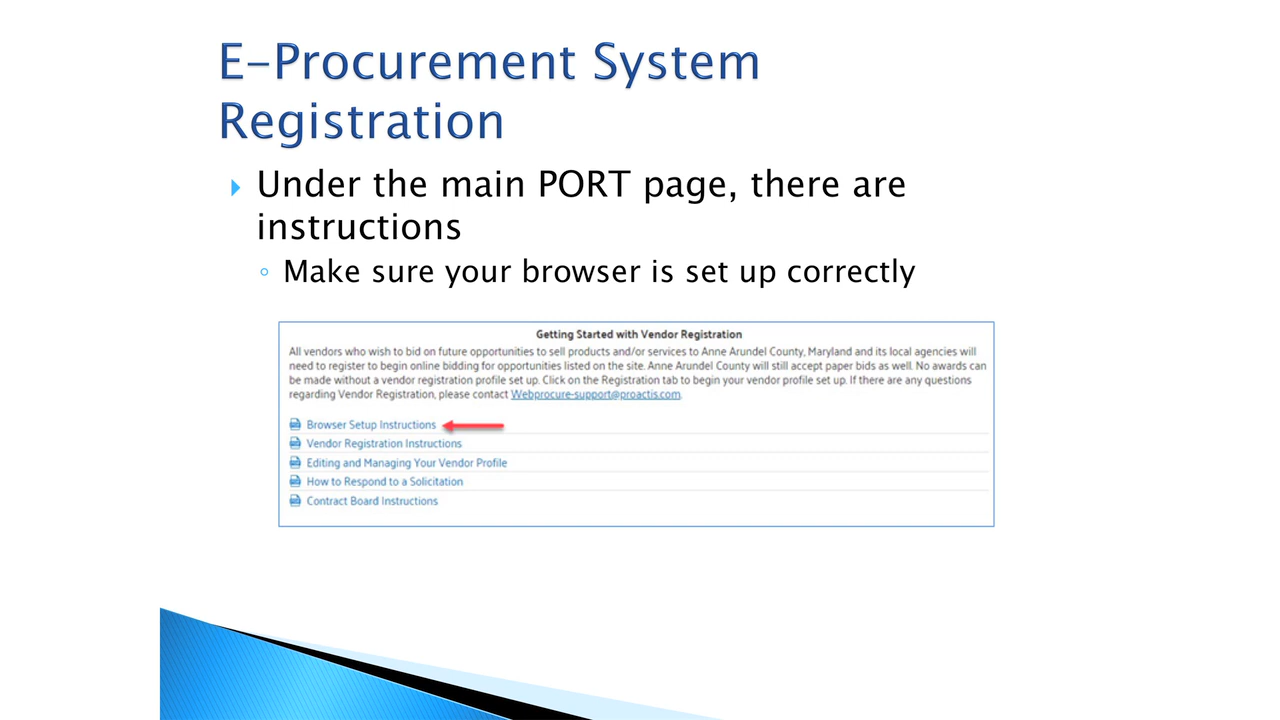 E-Procurement System
Registration
Under the main PORT page, there are
instructions
Make sure your browser is set up correctly
Getting Started with Vendor Registration
All vendors who wish to bid on future opportunities to sell products and/or services to Anne Arundel County, Maryland and its local agencies will
need to register to begin online bidding for opportunities listed on the site. Anne Arundel County will still accept paper bids as well. No awards can
be made without a vendor registration profile set up. Click on the Registration tab to begin your vendor profile set up. If there are any questions
regarding Vendor Registration, please contact Webprocure-support@proactis.com.
Browser Setup Instructions
Vendor Registration Instructions
Editing and Managing Your Vendor Profile
How to Respond to a Solicitation
Contract Board Instructions